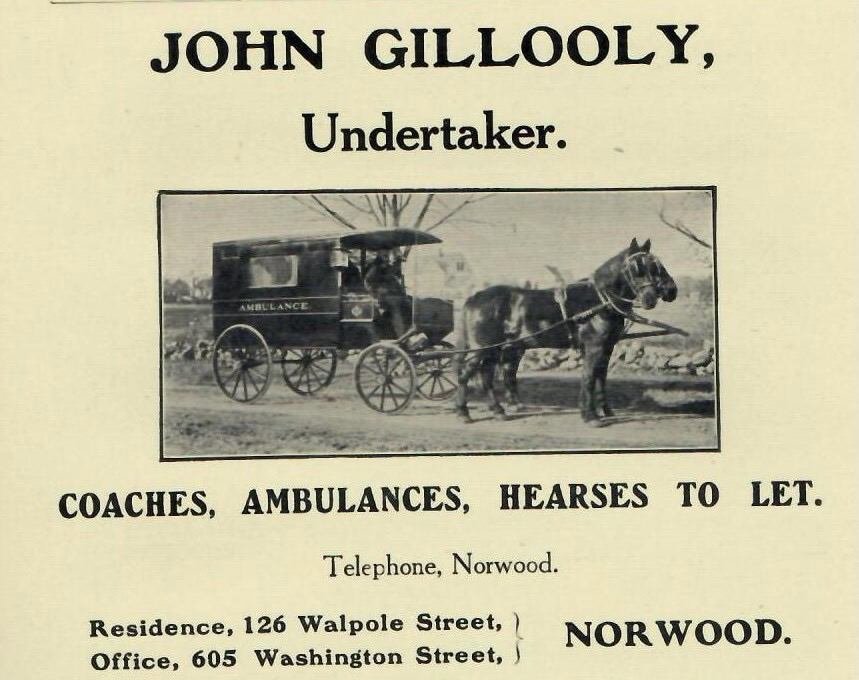 JOHN GILLOOLY,
Undertaker.
AMBULANCE
COACHES, AMBULANCES, HEARSES TO LET.
Telephone, Norwood.
Residence, 126 Walpole Street,
Office, 605 Washington Street,
NORWOOD.